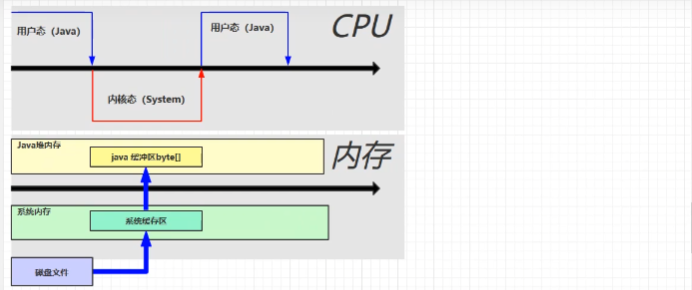 用户态（Java）
用户态（Java）
CPU
内核态（System）
Java堆内存
java 缓冲区byte[]
内存
系统内存
系统缓存区
磁盘文件